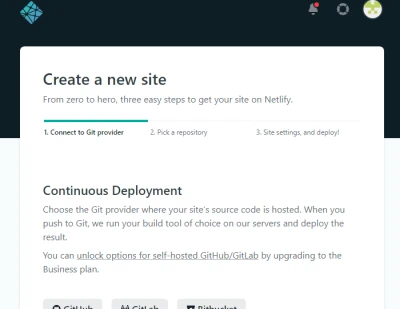 Create a new site
From zero to hero, three easy steps to get your site on Netlify.
1. Connect to Git provider
2. Pick a repository
3. Site settings, and deploy!
Continuous Deployment
Choose the Git provider where your site's source code is hosted. When you
push to Git, we run your build tool of choice on our servers and deploy the
result.
You can unlock options for self-hosted GitHub/GitLab by upgrading to the
Business plan.
GitHub
GitLab
Bitbucket